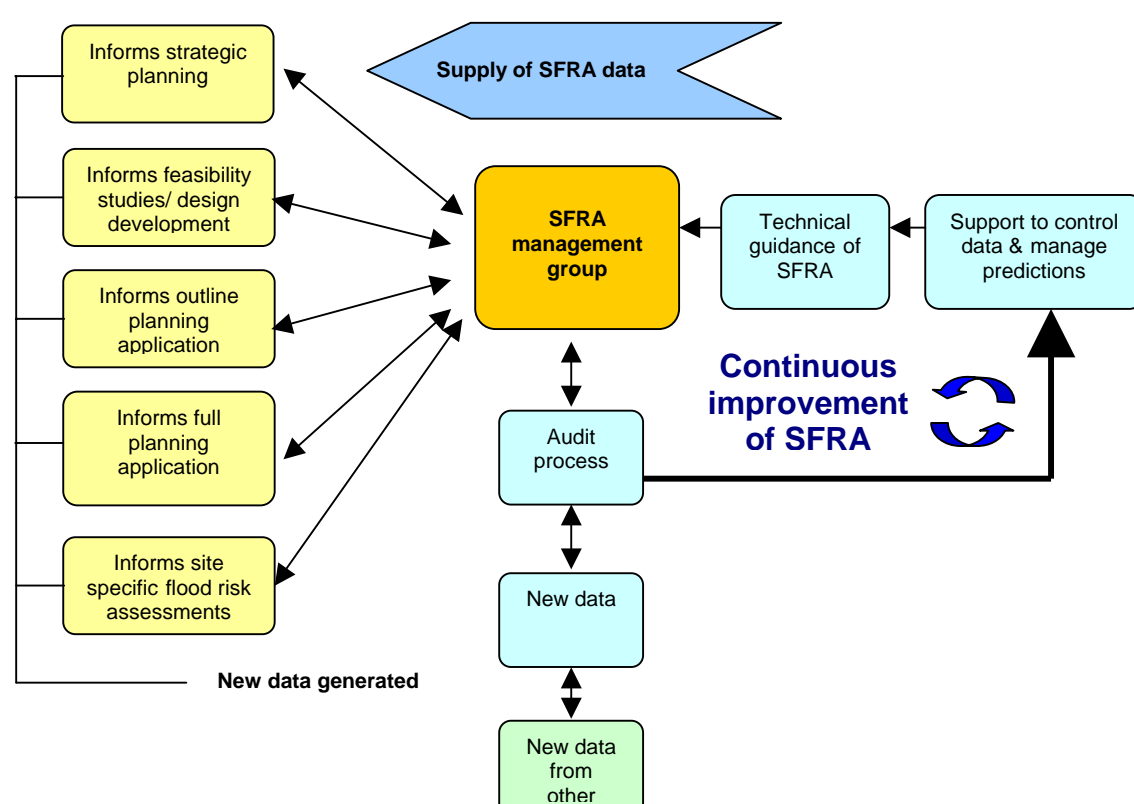 Informs strategic
planning
Supply of SFRA data
Informs feasibility
studies/ design
development
SFRA
management
group
Technical
guidance of
SFRA
Support to control
data & manage
predictions
Informs outline
planning
application
Continuous
improvement
of SFRA
Informs full
planning
application
Audit
process
Informs site
specific flood risk
assessments
New data
New data generated
New data
from
other